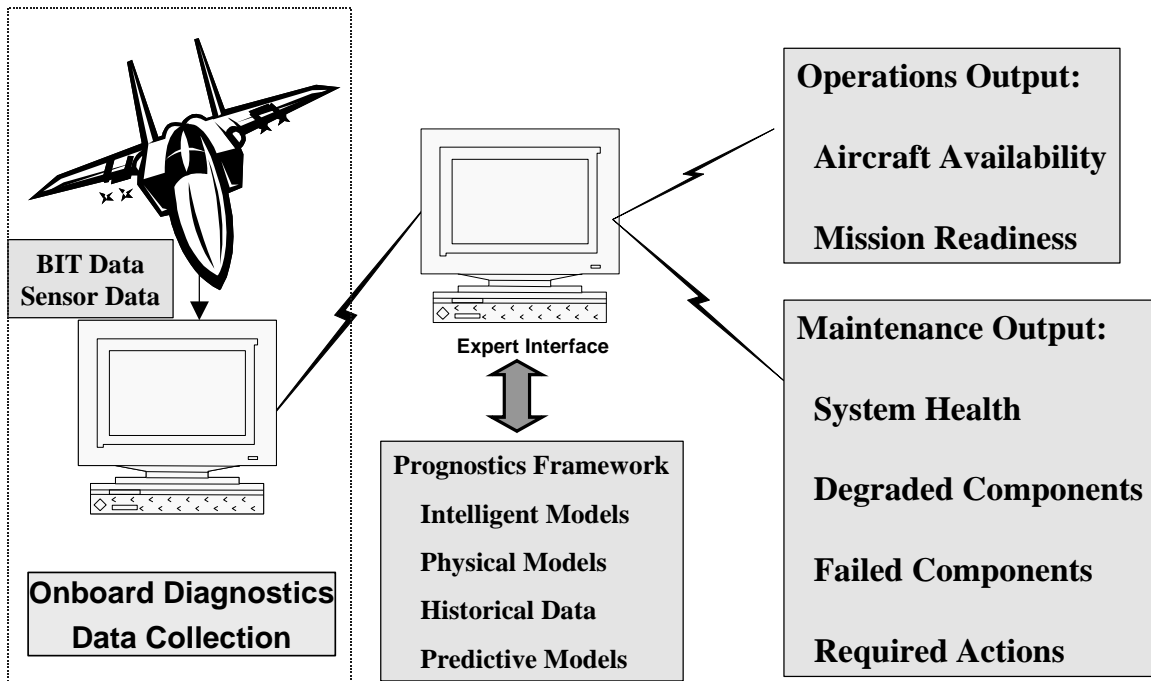 BIT Data
Sensor Data
Onboard Diagnostics
Data Collection
Expert Interface
Prognostics Framework
Intelligent Models
Physical Models
Historical Data
Predictive Models
Operations Output:
Aircraft Availability
Mission Readiness
Maintenance Output:
System Health
Degraded Components
Failed Components
Required Actions